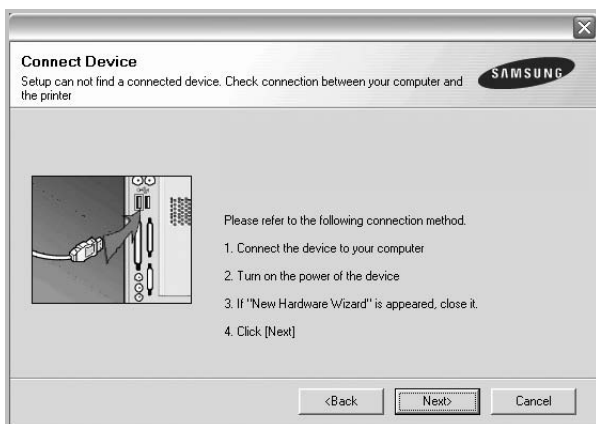 Connect Device
Setup can not find a connected device. Check connection between your computer and
the printer
SAMSUNG
Please refer to the following connection method.
1. Connect the device to your computer
2. Turn on the power of the device
3. If "New Hardware Wizard" is appeared, close it.
4. Click [Next]
<Back
Next>
Cancel